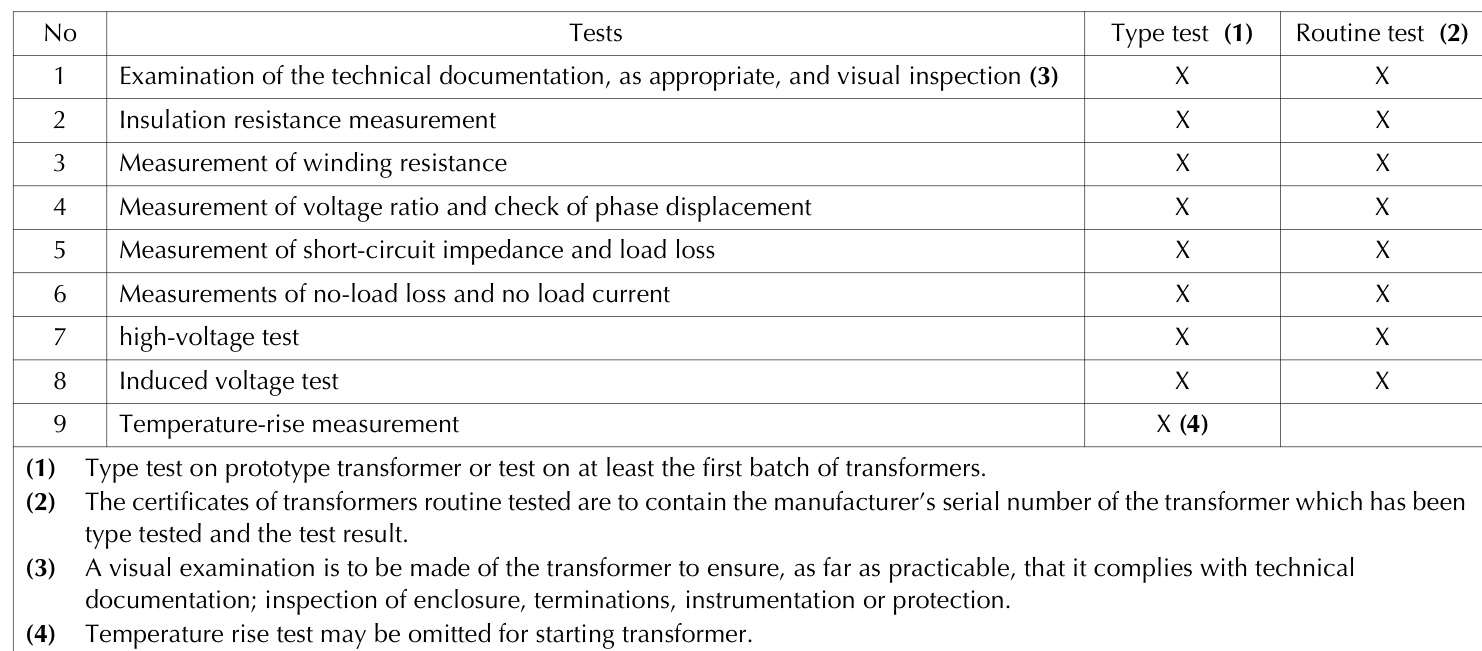 No Tests Type test (1) Routine test (2)
1 Examination of the technical documentation, as appropriate, and visual inspection (3) X X
2 Insulation resistance measurement X X
3 Measurement of winding resistance X X
4 Measurement of voltage ratio and check of phase displacement X X
5 Measurement of short-circuit impedance and load loss X X
6 Measurements of no-load loss and no load current X X
7 high-voltage test X X
8 Induced voltage test X X
9 Temperature-rise measurement X (4)
(1) Type test on prototype transformer or test on at least the first batch of transformers.
(2) The certificates of transformers routine tested are to contain the manufacturer’s serial number of the transformer which has been
type tested and the test result.
(3) A visual examination is to be made of the transformer to ensure, as far as practicable, that it complies with technical
documentation; inspection of enclosure, terminations, instrumentation or protection.
(4) Temperature rise test may be omitted for starting transformer.